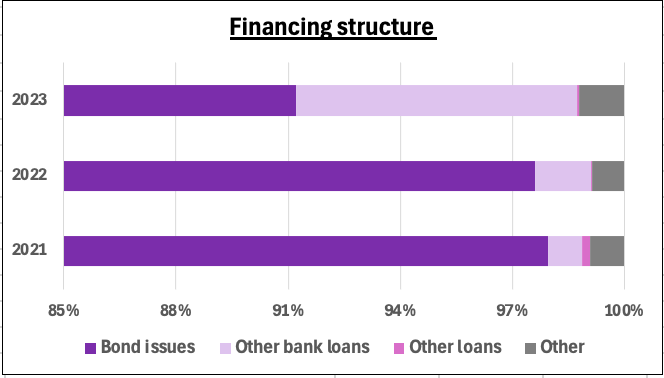 Financing structure
2023
2022
2021
85% 88% 91% 94% 97% 100%
Bond issues Other bank loans Other loans Other